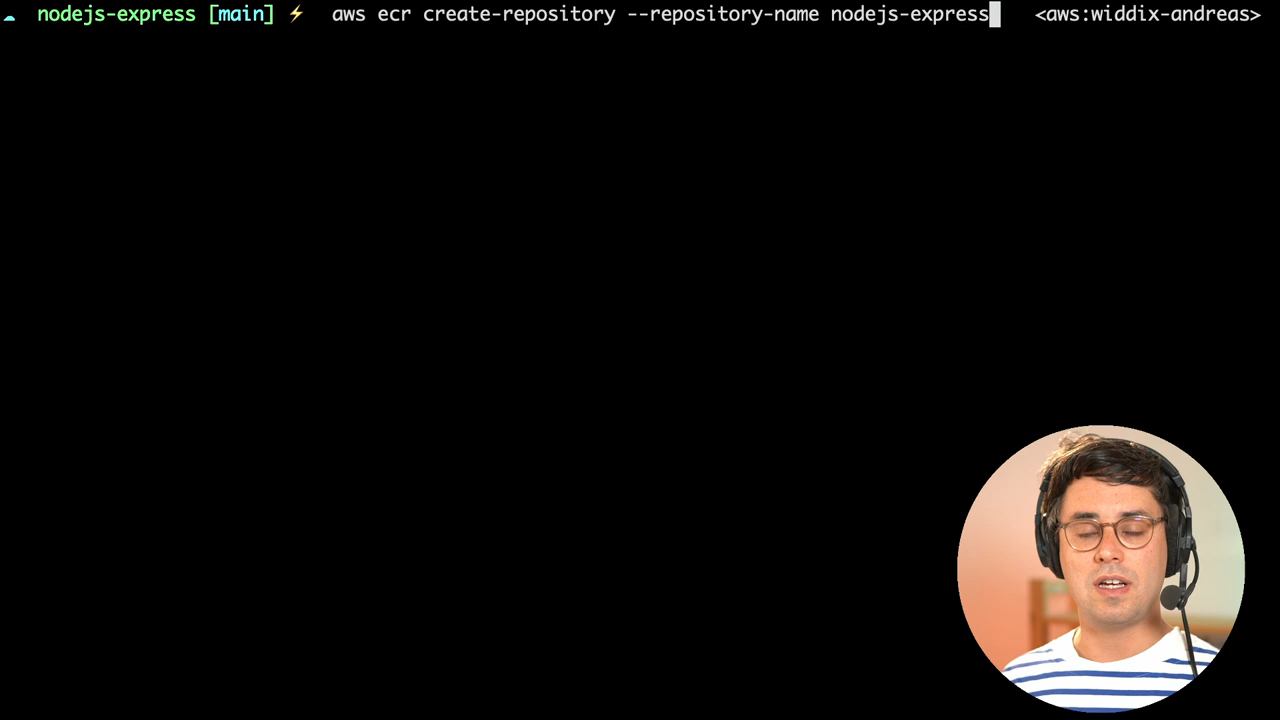 nodejs-express [main] ⚡ aws ecr create-repository --repository-name nodejs-express <aws:widdix-andreas>